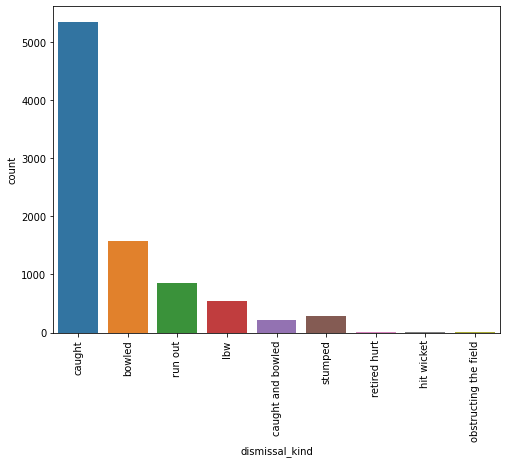 count
5000
4000
3000
2000
1000
0
caught
bowled
run out
lbw
caught and bowled
stumped
retired hurt
hit wicket
obstructing the field
dismissal_kind